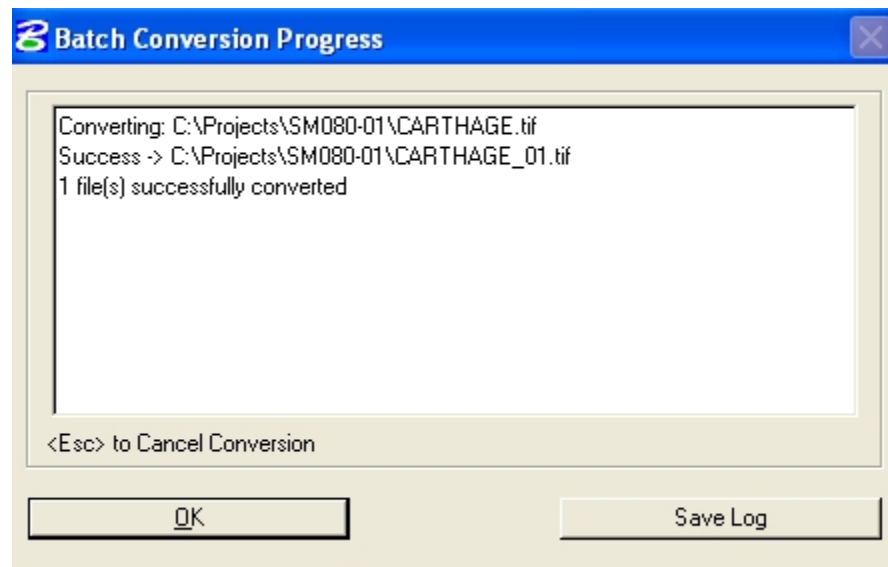 Batch Conversion Progress
Converting: C:\Projects\SM080-01\CARTHAGE.tif
Success -> C:\Projects\SM080-01\CARTHAGE_01.tif
1 file(s) successfully converted
<Esc> to Cancel Conversion
OK
Save Log